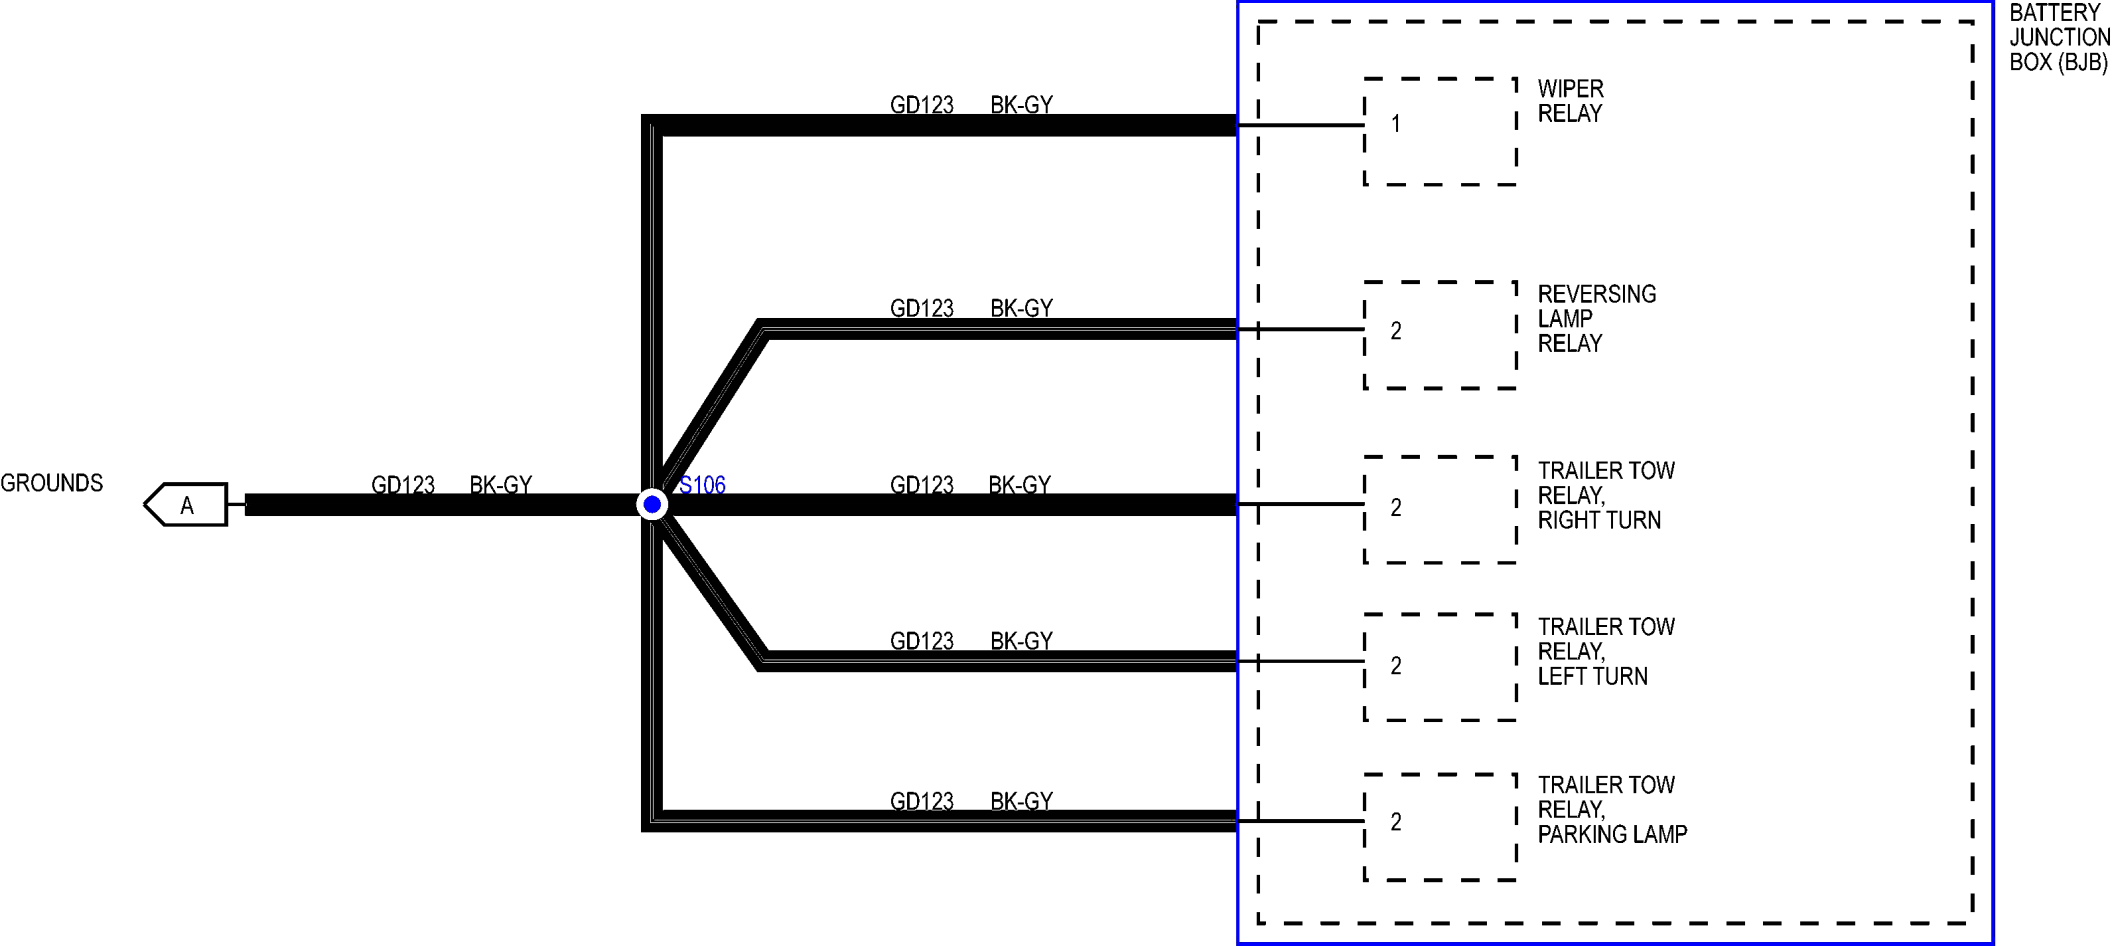 BATTERY
JUNCTION
BOX (BJB)
GD123 BK-GY
1
WIPER
RELAY
GD123 BK-GY
2
REVERSING
LAMP
RELAY
GROUNDS
A
GD123 BK-GY
S106
GD123 BK-GY
2
TRAILER TOW
RELAY,
RIGHT TURN
GD123 BK-GY
2
TRAILER TOW
RELAY,
LEFT TURN
GD123 BK-GY
2
TRAILER TOW
RELAY,
PARKING LAMP